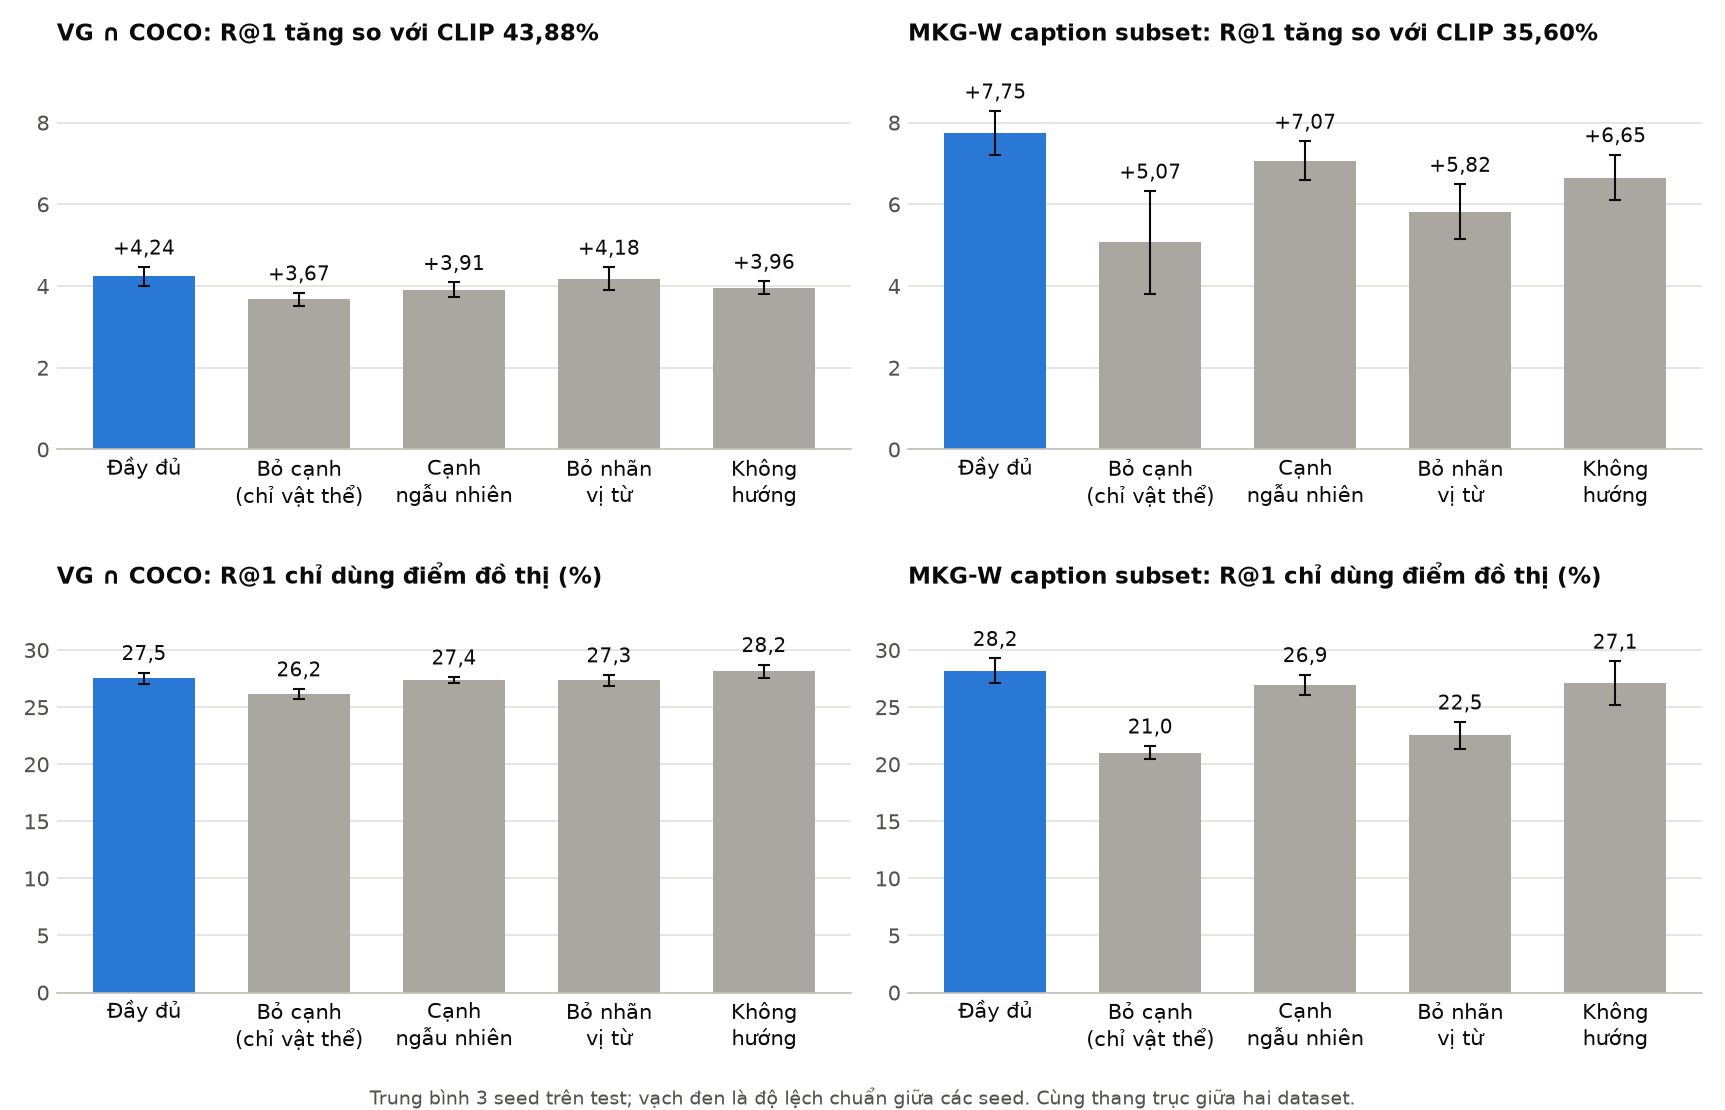 VG ∩ COCO: R@1 tăng so với CLIP 43,88%
8
6
4
2
0
+4,24
+3,67
+3,91
+4,18
+3,96
Đầy đủ
Bỏ cạnh
(chỉ vật thể)
Cạnh
ngẫu nhiên
Bỏ nhãn
vị từ
Không
hướng
MKG-W caption subset: R@1 tăng so với CLIP 35,60%
8
6
4
2
0
+7,75
+5,07
+7,07
+5,82
+6,65
Đầy đủ
Bỏ cạnh
(chỉ vật thể)
Cạnh
ngẫu nhiên
Bỏ nhãn
vị từ
Không
hướng
VG ∩ COCO: R@1 chỉ dùng điểm đồ thị (%)
30
25
20
15
10
5
0
27,5
26,2
27,4
27,3
28,2
Đầy đủ
Bỏ cạnh
(chỉ vật thể)
Cạnh
ngẫu nhiên
Bỏ nhãn
vị từ
Không
hướng
MKG-W caption subset: R@1 chỉ dùng điểm đồ thị (%)
30
25
20
15
10
5
0
28,2
21,0
26,9
22,5
27,1
Đầy đủ
Bỏ cạnh
(chỉ vật thể)
Cạnh
ngẫu nhiên
Bỏ nhãn
vị từ
Không
hướng
Trung bình 3 seed trên test; vạch đen là độ lệch chuẩn giữa các seed. Cùng thang trục giữa hai dataset.